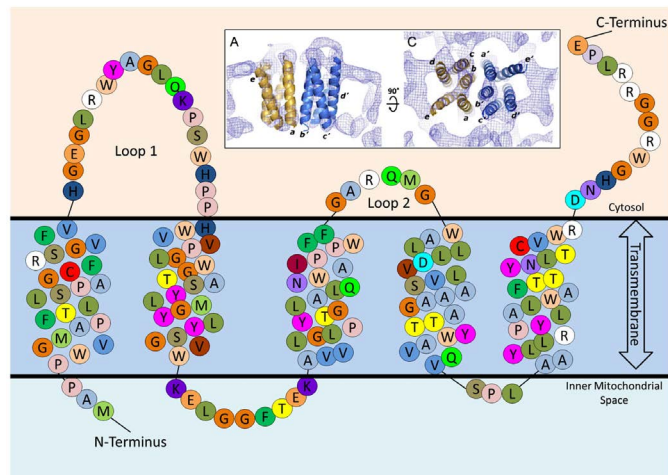 C-Terminus
E P L R R G G R W G H N D R
A
C
e
d'
a
b'
c'
90°
d
c
a'
b
e'
e
a
b
c'
d'
H G E G L R W Y A G L Q K P S W H P P H
Loop 1
G A R Q M G
Loop 2
Cytosol
Transmembrane
Inner Mitochondrial
Space
F V V
R S G
G C F
L S P A
F T L
G M A P
P W V
P P A M
N-Terminus
V W
L G P V
T G W
L Y
Y G M
G S Y L
W V
K E L G G F T E K
F F
P P W
N W A
L A L Q
Y T G
L G L P
A V V
L A W
V D L L
S V L
G A A A
T T A
V A W Y
V Q
S P L
C V W
Y N L T
F T T
A L W A
P Y L
Y L L R
A A